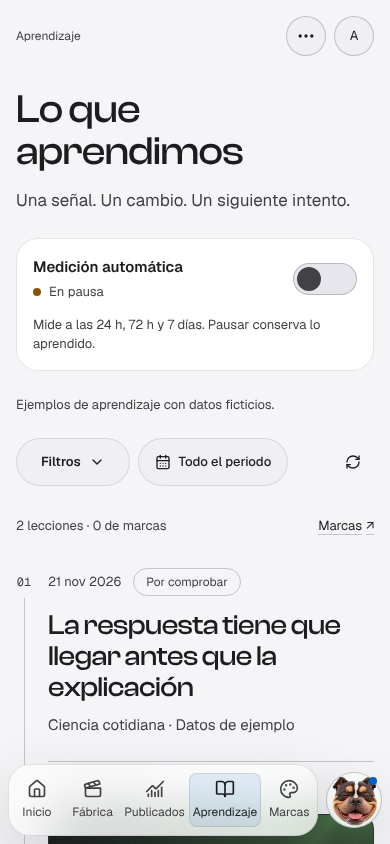 Aprendizaje
A
Lo que
aprendimos
Una señal. Un cambio. Un siguiente intento.
Medición automática
En pausa
Mide a las 24 h, 72 h y 7 días. Pausar conserva lo
aprendido.
Ejemplos de aprendizaje con datos ficticios.
Filtros
Todo el periodo
2 lecciones · 0 de marcas
Marcas
01
21 nov 2026
Por comprobar
La respuesta tiene que
llegar antes que la
explicación
Ciencia cotidiana · Datos de ejemplo
Inicio
Fábrica
Publicados
Aprendizaje
Marcas